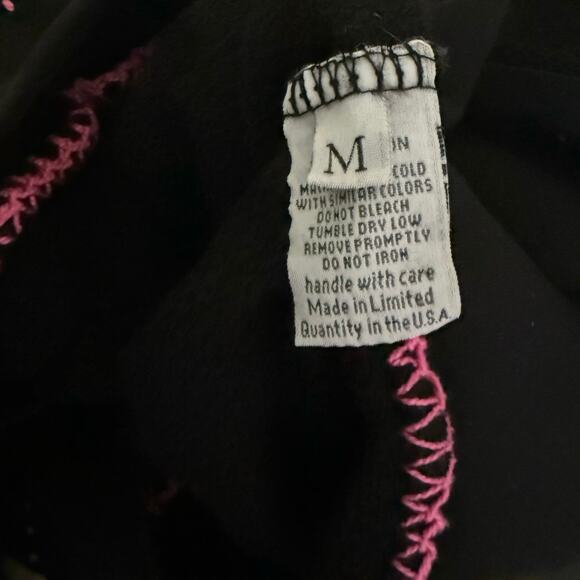 M
COLD
WITH SIMILAR COLORS
DO NOT BLEACH
TUMBLE DRY LOW
REMOVE PROMPTLY
DO NOT IRON
handle with care
Made in Limited
Quantity in the U.S.A.